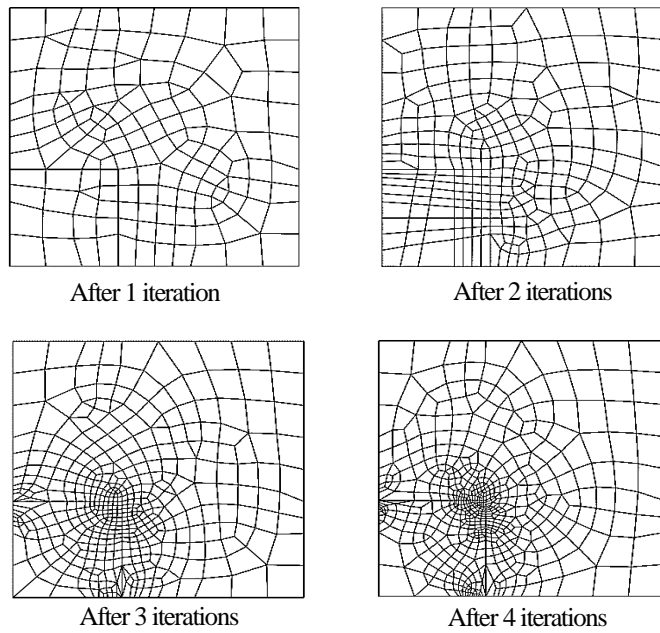 After 1 iteration
After 2 iterations
After 3 iterations
After 4 iterations